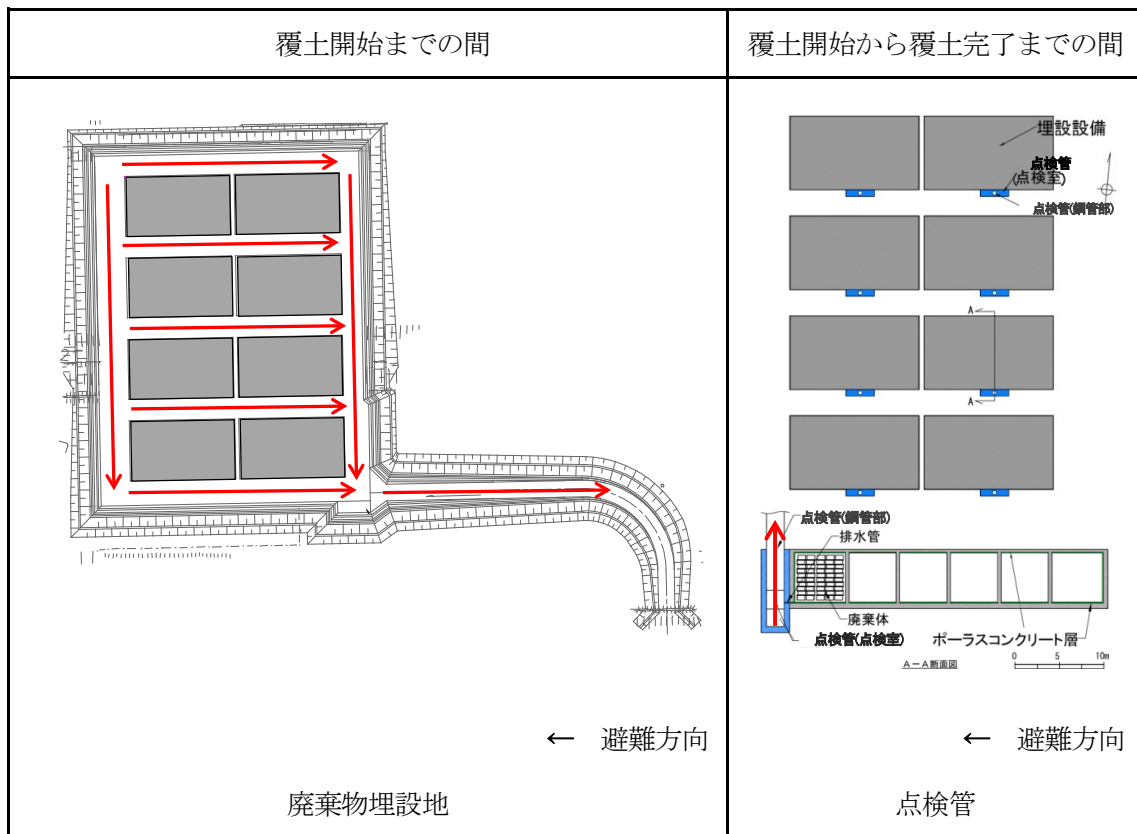 覆土開始までの間
覆土開始から覆土完了までの間
← 避難方向
廃棄物埋設地
埋設設備
点検管
(点検室)
点検管(鋼管部)
A
A
点検管(鋼管部)
排水管
廃棄体
点検管(点検室)
ポーラスコンクリート層
A-A断面図
0 5 10m
← 避難方向
点検管